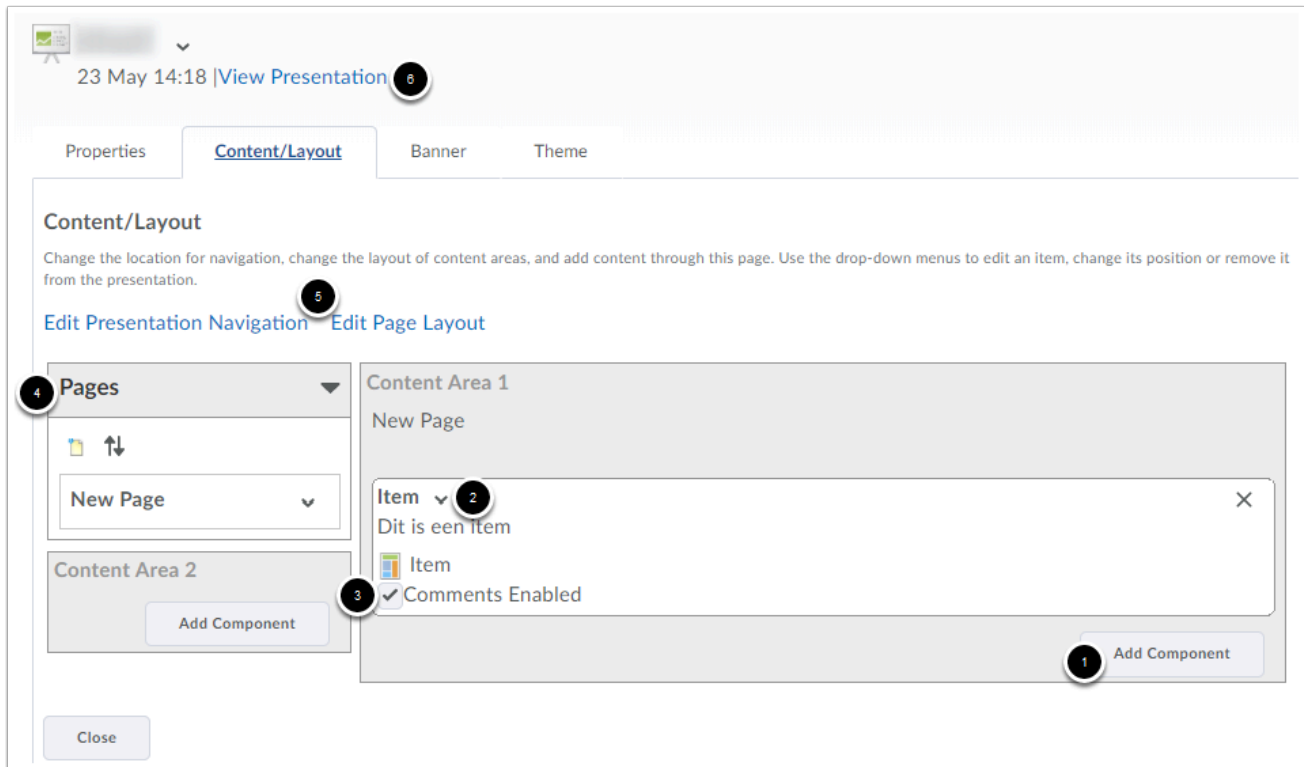 23 May 14:18 |View Presentation 6
Properties Content/Layout Banner Theme
Content/Layout
Change the location for navigation, change the layout of content areas, and add content through this page. Use the drop-down menus to edit an item, change its position or remove it
from the presentation.
5
Edit Presentation Navigation Edit Page Layout
4 Pages
New Page
Content Area 2
Add Component
Content Area 1
New Page
Item 2
Dit is een item
Item
3 Comments Enabled
1 Add Component
Close